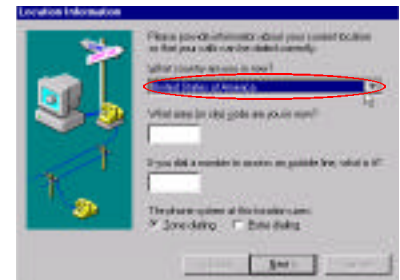 Location Information
Please provide information about your current location
so that your calls can be dialed correctly.
What country are you in now?
United States of America
What area (or city) code are you in now?
If you dial a number to access an outside line, what is it?
The phone system at this location uses:
Tone dialing Pulse dialing
Next